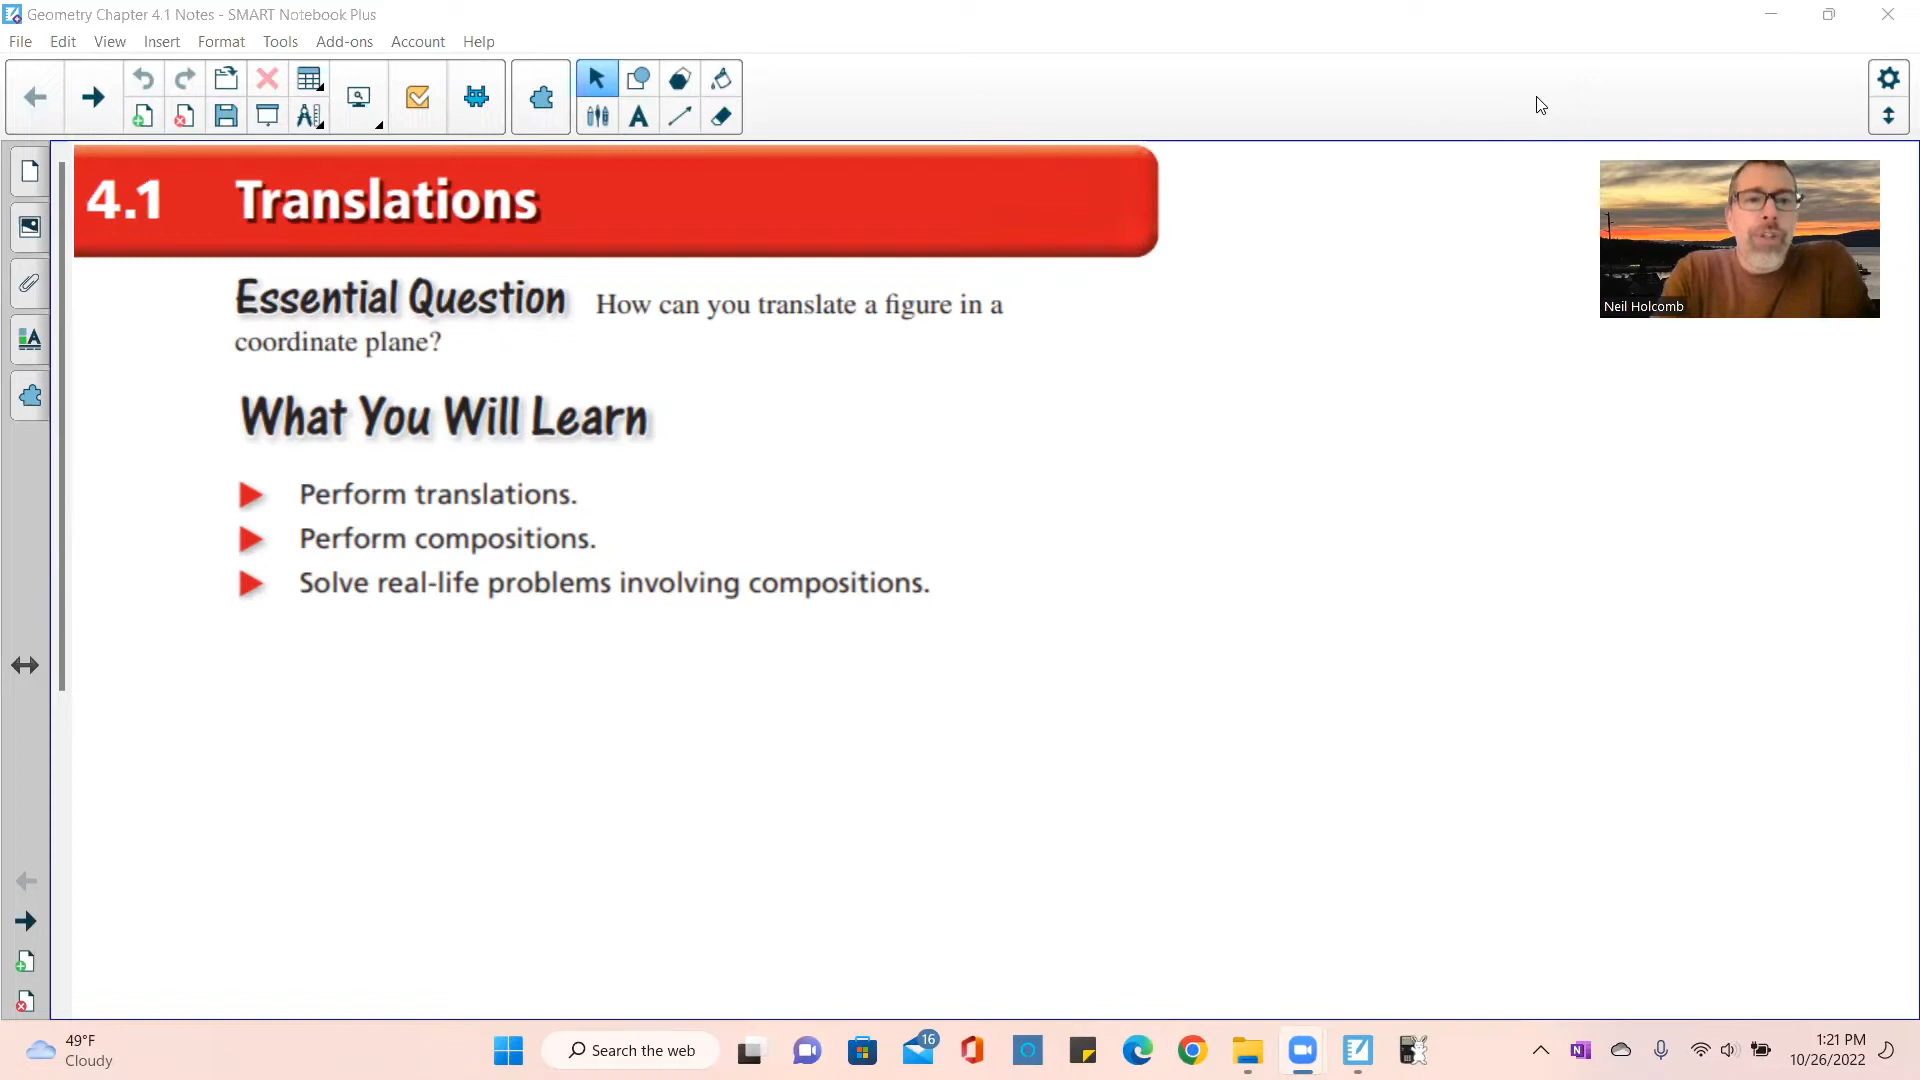 Geometry Chapter 4.1 Notes - SMART Notebook Plus
File Edit View Insert Format Tools Add-ons Account Help
4.1 Translations
Essential Question How can you translate a figure in a
coordinate plane?
What You Will Learn
Perform translations.
Perform compositions.
Solve real-life problems involving compositions.
Neil Holcomb
49°F
Cloudy
Search the web
16
1:21 PM
10/26/2022